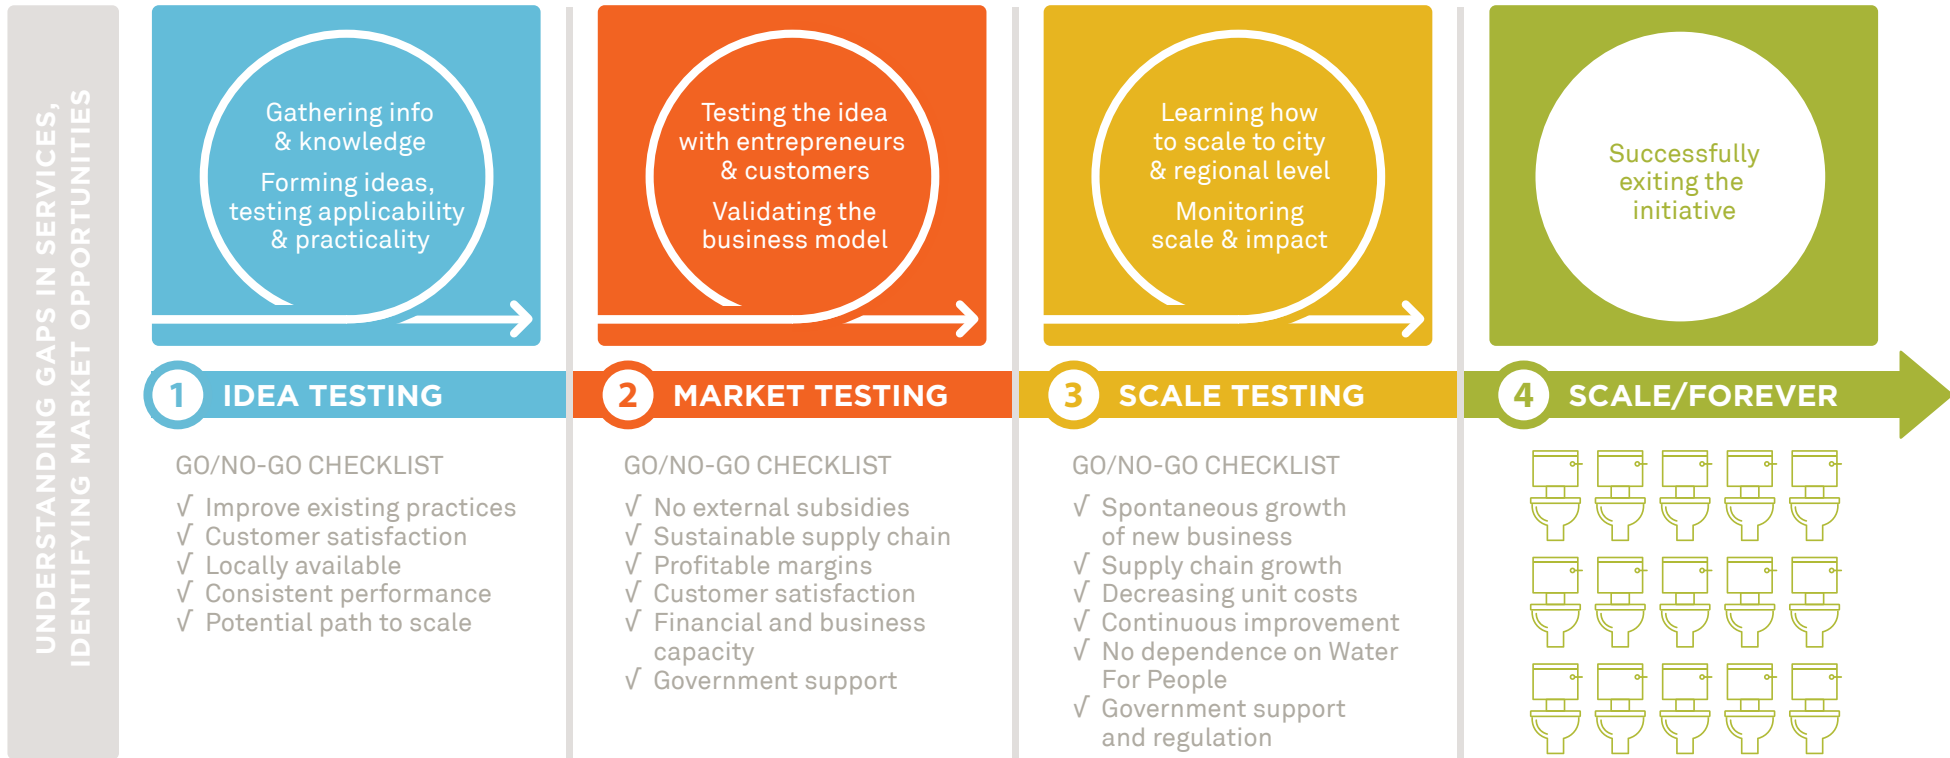 UNDERSTANDING GAPS IN SERVICES,
IDENTIFYING MARKET OPPORTUNITIES
Gathering info
& knowledge
Forming ideas,
testing applicability
& practicality
1 IDEA TESTING
GO/NO-GO CHECKLIST
√ Improve existing practices
√ Customer satisfaction
√ Locally available
√ Consistent performance
√ Potential path to scale
Testing the idea
with entrepreneurs
& customers
Validating the
business model
2 MARKET TESTING
GO/NO-GO CHECKLIST
√ No external subsidies
√ Sustainable supply chain
√ Profitable margins
√ Customer satisfaction
√ Financial and business
capacity
√ Government support
Learning how
to scale to city
& regional level
Monitoring
scale & impact
3 SCALE TESTING
GO/NO-GO CHECKLIST
√ Spontaneous growth
of new business
√ Supply chain growth
√ Decreasing unit costs
√ Continuous improvement
√ No dependence on Water
For People
√ Government support
and regulation
Successfully
exiting the
initiative
4 SCALE/FOREVER